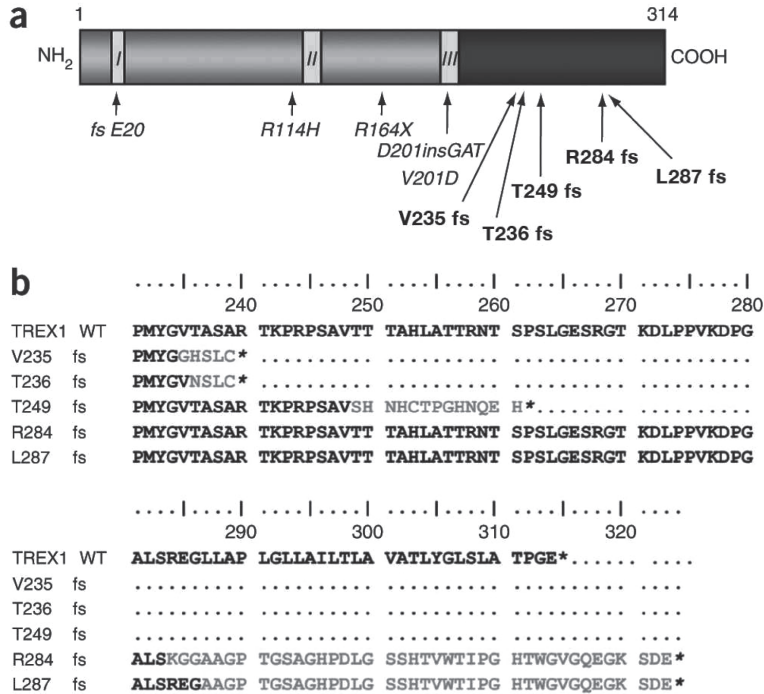 a
1 314
NH2 I II III COOH
fs E20 R114H R164X
D201insGAT
V201D
R284 fs
L287 fs
T249 fs
V235 fs
T236 fs
b
....|....| ....|....| ....|....| ....|....| ....|....|
240 250 260 270 280
TREX1 WT PMYGVTASAR TKPRPSAVTT TAHLATTRNT SPSLGESRGT KDLPPVKDPG
V235 fs PMYGGHSLC* .......... .......... .......... ..........
T236 fs PMYGVNSLC* .......... .......... .......... ..........
T249 fs PMYGVTASAR TKPRPSAVSH NHCTPGHNQE H*........ ..........
R284 fs PMYGVTASAR TKPRPSAVTT TAHLATTRNT SPSLGESRGT KDLPPVKDPG
L287 fs PMYGVTASAR TKPRPSAVTT TAHLATTRNT SPSLGESRGT KDLPPVKDPG
....|....| ....|....| ....|....| ....|....| ....
290 300 310 320
TREX1 WT ALSREGLLAP LGLLAILTLA VATLYGLSLA TPGE*..... ....
V235 fs .......... .......... .......... .......... ....
T236 fs .......... .......... .......... .......... ....
T249 fs .......... .......... .......... .......... ....
R284 fs ALSKGGAAGP TGSAGHPDLG SSHTVWTIPG HTWGVGQEGK SDE*
L287 fs ALSREGAAGP TGSAGHPDLG SSHTVWTIPG HTWGVGQEGK SDE*